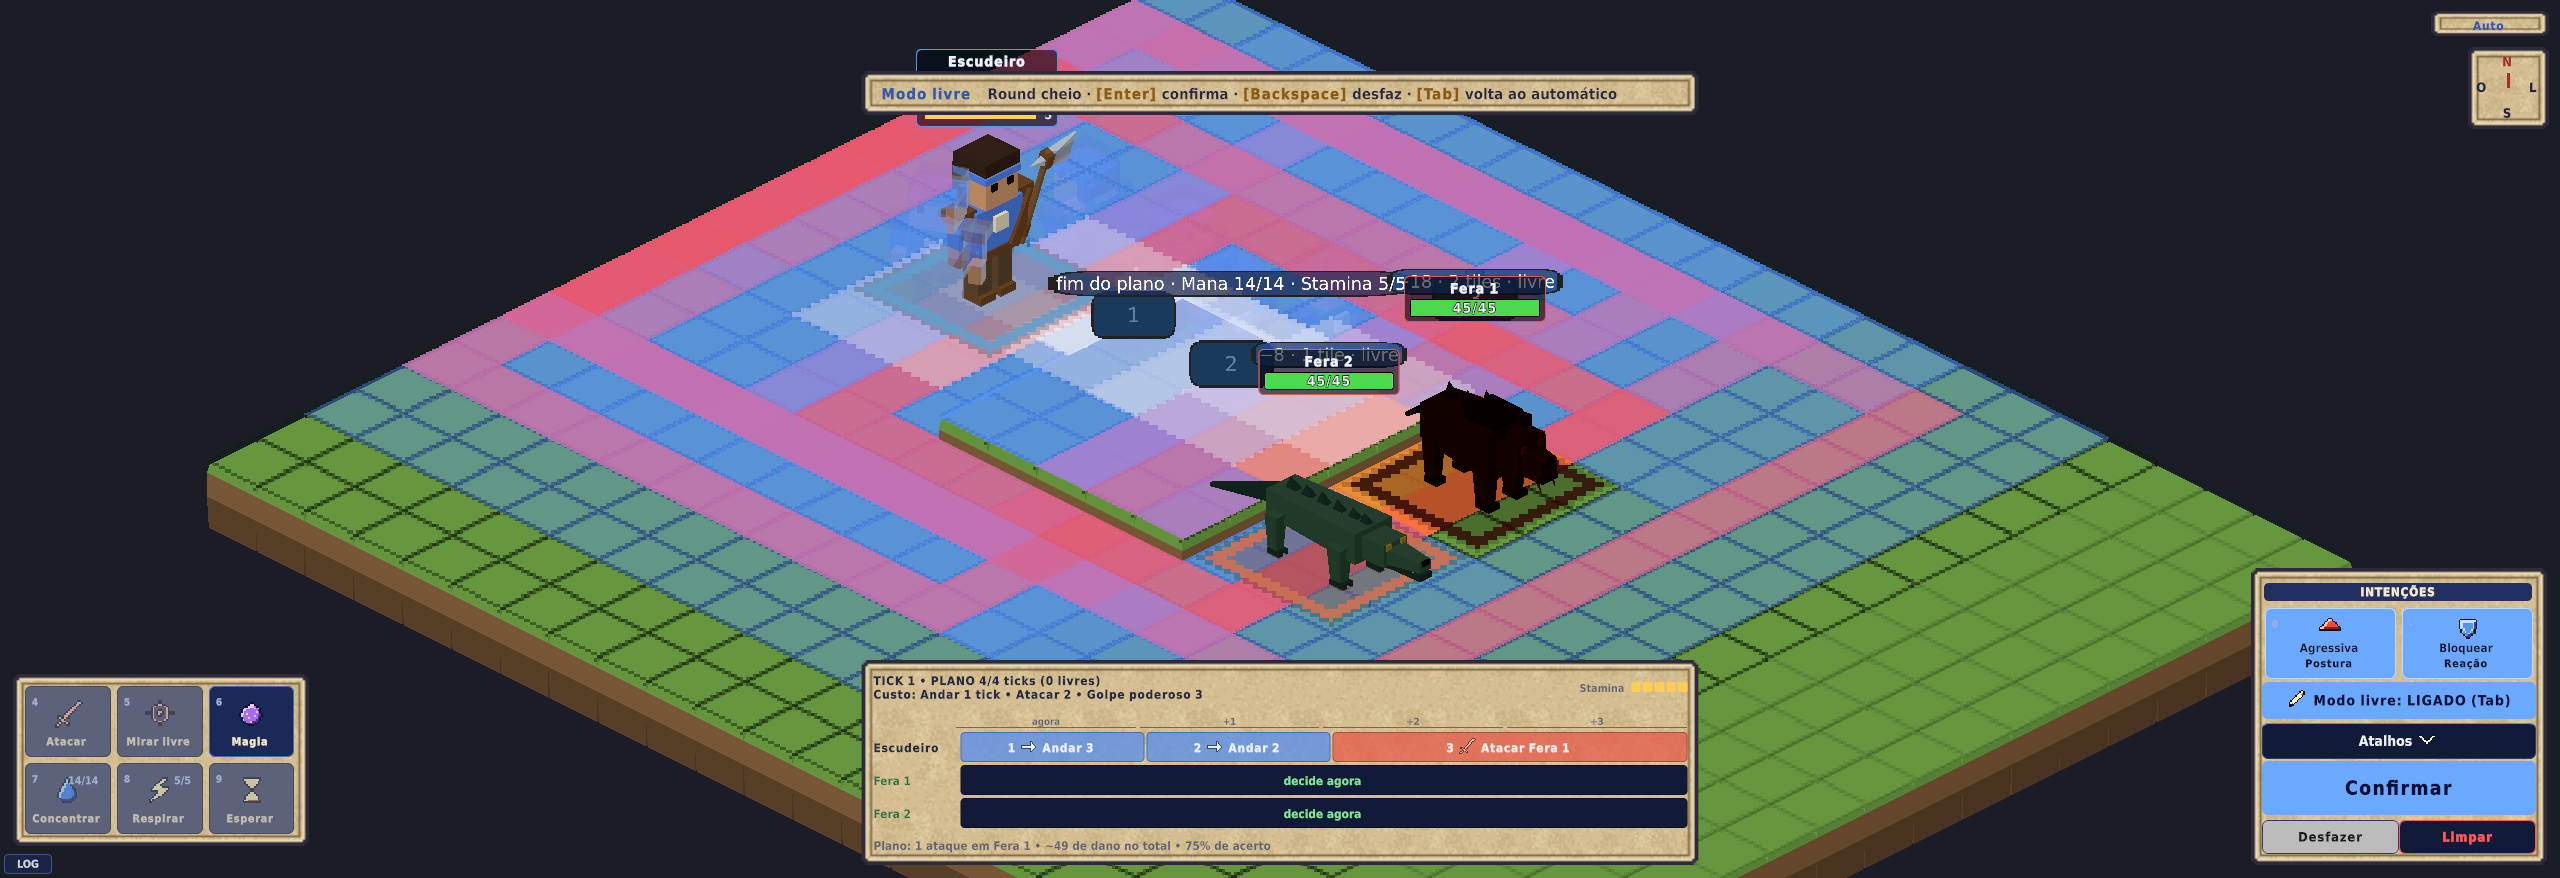 Auto
Escudeiro
Modo livre Round cheio · [Enter] confirma · [Backspace] desfaz · [Tab] volta ao automático
N
O L
S
fim do plano · Mana 14/14 · Stamina 5/5
livre
Fera 1
45/45
1
2
~8 · 1 tile · livre
Fera 2
45/45
INTENÇÕES
Agressiva
Postura
Bloquear
Reação
Modo livre: LIGADO (Tab)
Atalhos
Confirmar
Desfazer
Limpar
4
Atacar
5
Mirar livre
6
Magia
7 14/14
Concentrar
8 5/5
Respirar
9
Esperar
LOG
TICK 1 • PLANO 4/4 ticks (0 livres)
Custo: Andar 1 tick • Atacar 2 • Golpe poderoso 3
Stamina
agora +1 +2 +3
Escudeiro 1 → Andar 3 2 → Andar 2 3 Atacar Fera 1
Fera 1 decide agora
Fera 2 decide agora
Plano: 1 ataque em Fera 1 • ~49 de dano no total • 75% de acerto